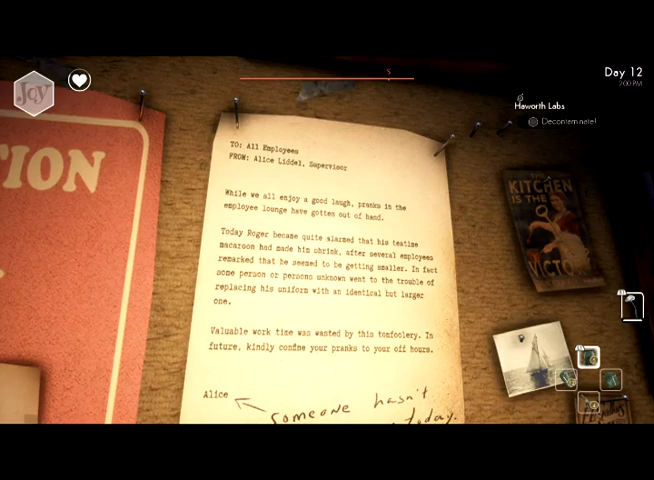 Joy
S
Day 12
2:00 PM
Haworth Labs
Decontaminate!
TION
TO: All Employees
FROM: Alice Liddel, Supervisor
While we all enjoy a good laugh, pranks in the
employee lounge have gotten out of hand.
Today Roger became quite alarmed that his teatime
macaroon had made him shrink, after several employees
remarked that he seemed to be getting smaller. In fact
some person or persons unknown went to the trouble of
replacing his uniform with an identical but larger
one.
Valuable work time was wasted by this tomfoolery. In
future, kindly confine your pranks to your off hours.
Alice
someone hasn't
today.
KITCHEN
IS THE
VICTO